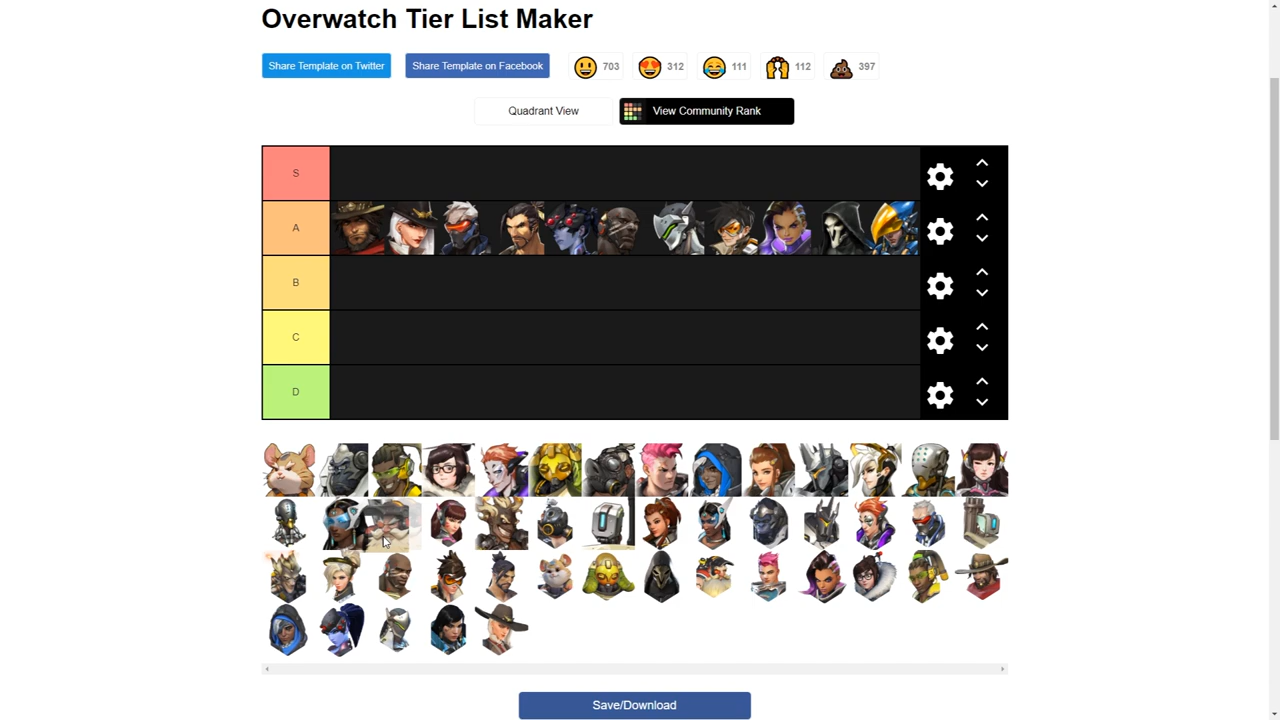 Overwatch Tier List Maker
Share Template on Twitter
Share Template on Facebook
703
312
111
112
397
Quadrant View
View Community Rank
S
A
B
C
D
Save/Download